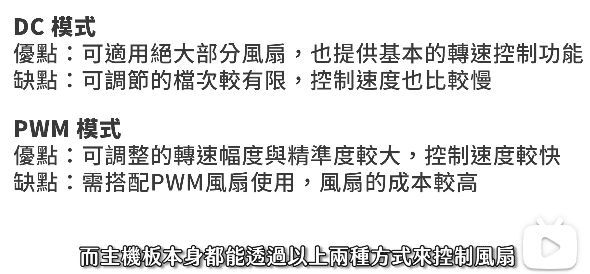 DC 模式
優點：可適用絕大部分風扇，也提供基本的轉速控制功能
缺點：可調節的檔次較有限，控制速度也比較慢
PWM 模式
優點：可調整的轉速幅度與精準度較大，控制速度較快
缺點：需搭配PWM風扇使用，風扇的成本較高
而主機板本身都能透過以上兩種方式來控制風扇